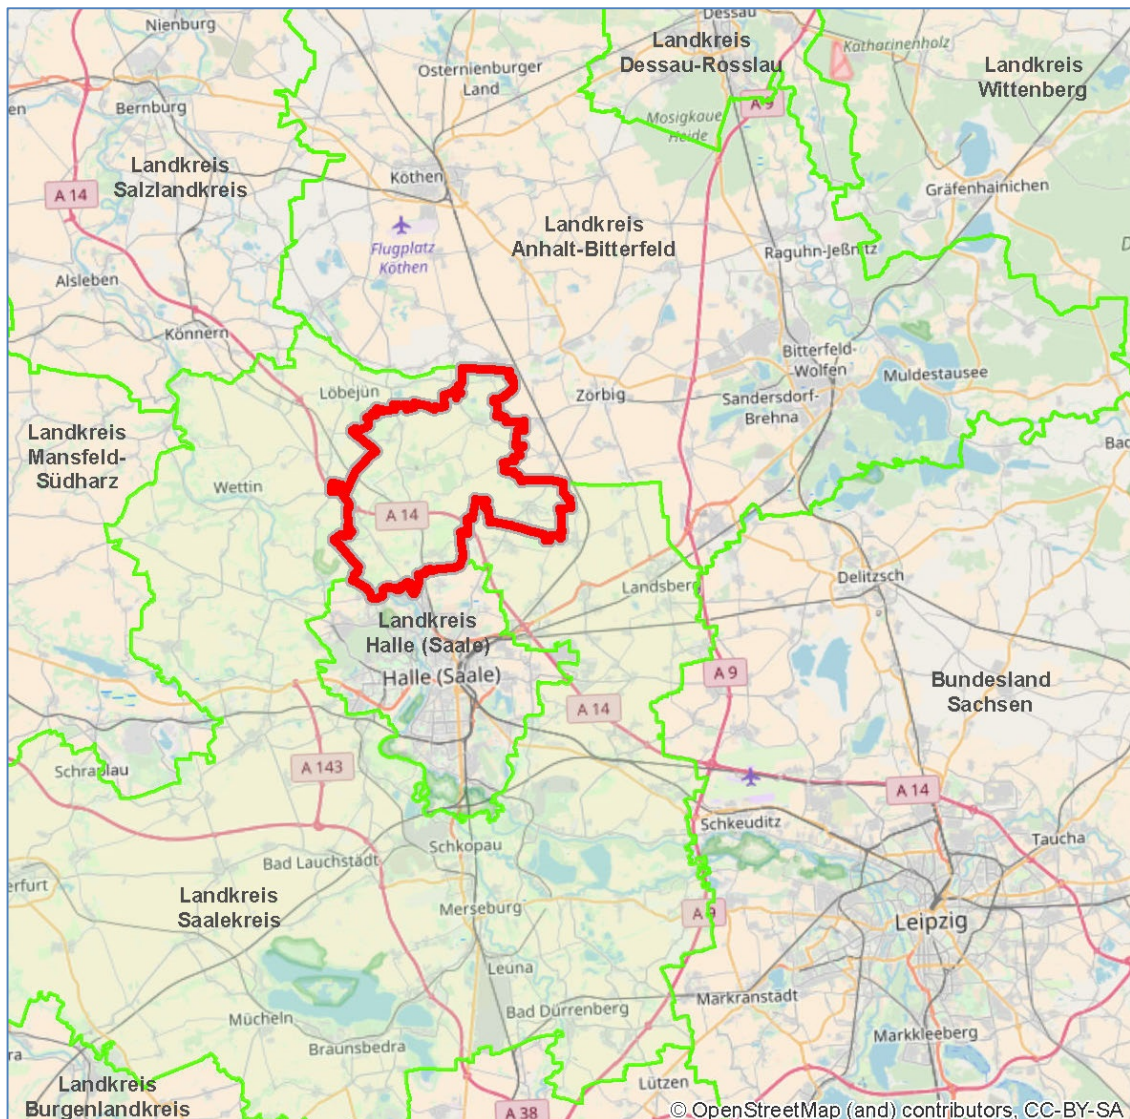 Nienburg
Dessau
Landkreis
Dessau-Rosslau
Katharinenholz
Landkreis
Wittenberg
Osternienburger
Land
Bernburg
A 9
Mosigkaue
Heide
Landkreis
Salzlandkreis
A 14
Köthen
Gräfenhainichen
Landkreis
Anhalt-Bitterfeld
Flugplatz
Köthen
Raguhn-Jeßnitz
Alsleben
Könnern
Bitterfeld-
Wolfen
Muldestausee
Löbejün
Zörbig
Sandersdorf-
Brehna
Landkreis
Mansfeld-
Südharz
Wettin
A 14
Delitzsch
Landsberg
Landkreis
Halle (Saale)
Halle (Saale)
A 9
Bundesland
Sachsen
A 14
Schraplau
A 143
A 14
Schkeuditz
Taucha
Schkopau
Bad Lauchstädt
erfurt
Landkreis
Saalekreis
Merseburg
A 9
Leipzig
Leuna
Markranstädt
Bad Dürrenberg
Mücheln
Braunsbedra
Markkleeberg
Landkreis
Burgenlandkreis
Lützen
A 38
© OpenStreetMap (and) contributors, CC-BY-SA